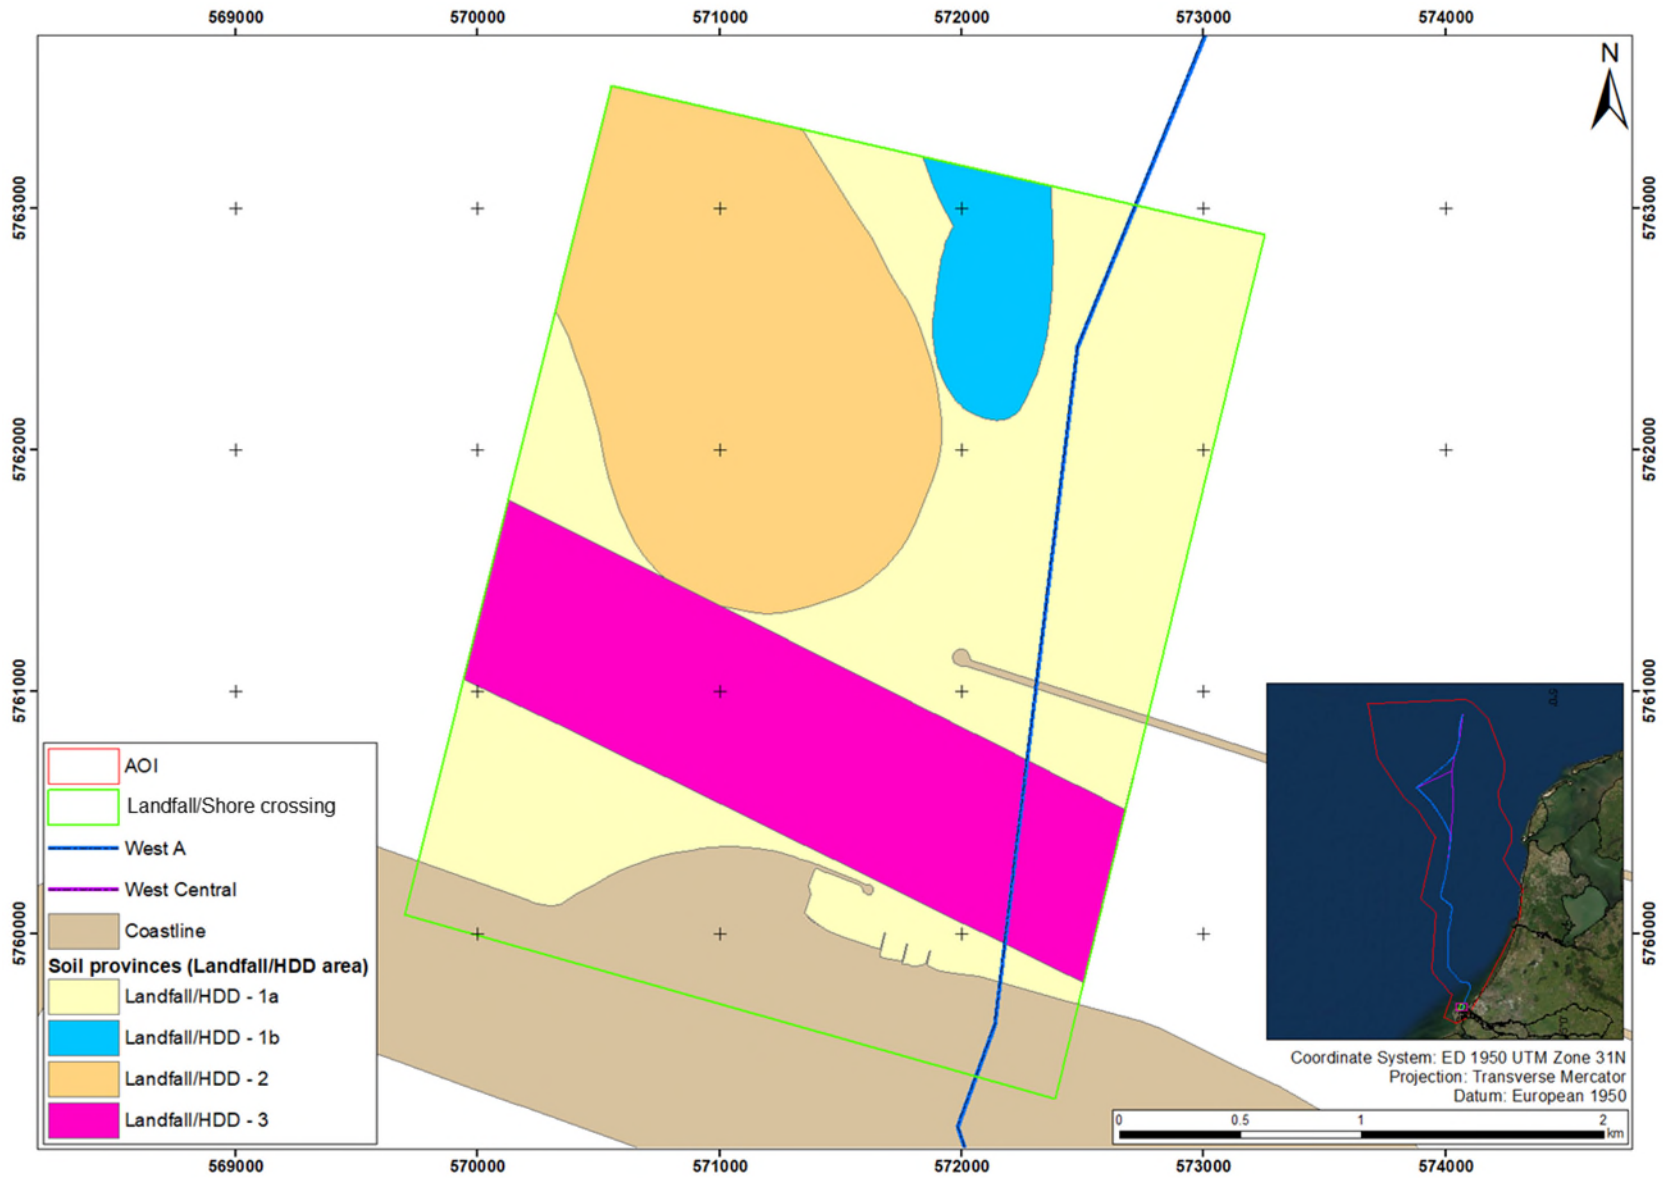 569000 570000 571000 572000 573000 574000
N
5763000 5763000
5762000 5762000
5761000 5761000
5760000 5760000
AOI
Landfall/Shore crossing
West A
West Central
Coastline
Soil provinces (Landfall/HDD area)
Landfall/HDD - 1a
Landfall/HDD - 1b
Landfall/HDD - 2
Landfall/HDD - 3
Coordinate System: ED 1950 UTM Zone 31N
Projection: Transverse Mercator
Datum: European 1950
0 0.5 1 2
km
569000 570000 571000 572000 573000 574000